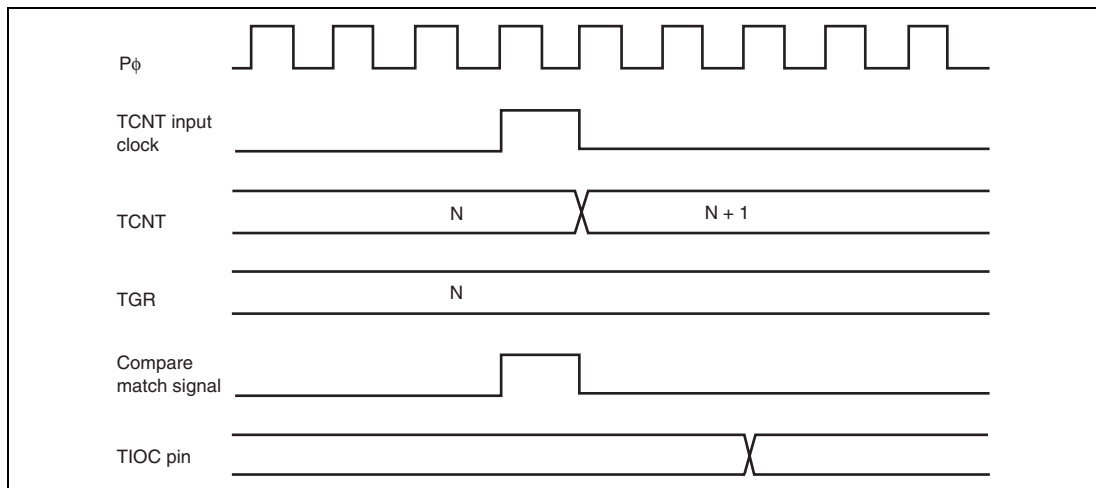 Pϕ
TCNT input
clock
TCNT
N
N + 1
TGR
N
Compare
match signal
TIOC pin